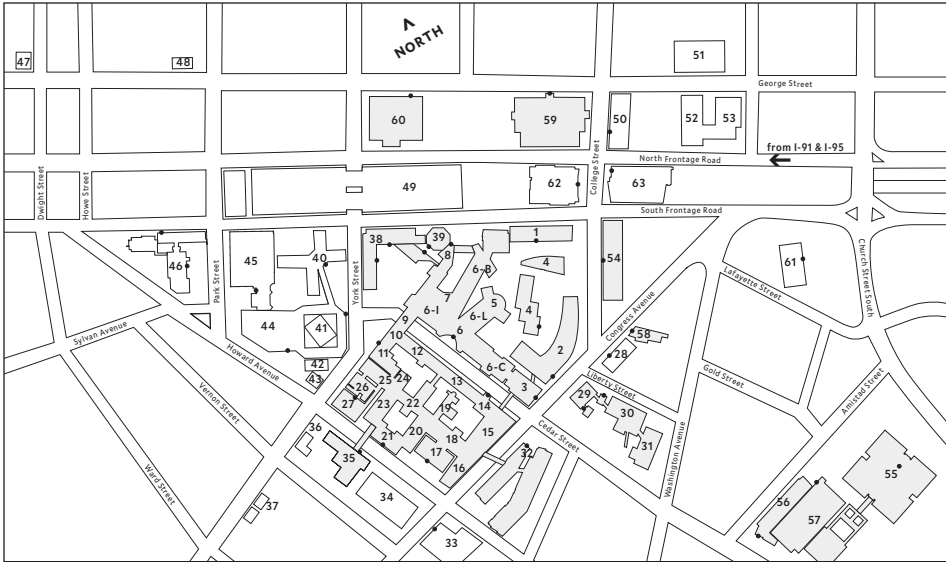 NORTH
47
48
51
George Street
60
59
50
52
53
from I-91 & I-95
North Frontage Road
College Street
Dwight Street
Howe Street
49
62
63
South Frontage Road
38
39
1
8
4
6-B
54
46
45
40
61
Park Street
York Street
Lafayette Street
Church Street South
7
5
6-I
6-L
4
44
41
9
6
2
Congress Avenue
58
Sylvan Avenue
Howard Avenue
10
11
12
28
42
6-C
Gold Street
43
24
25
26
13
3
Liberty Street
29
27
23
22
19
14
30
Amistad Street
Vernon Street
36
21
20
18
15
Cedar Street
31
35
17
16
32
Washington Avenue
55
Ward Street
34
37
56
57
33